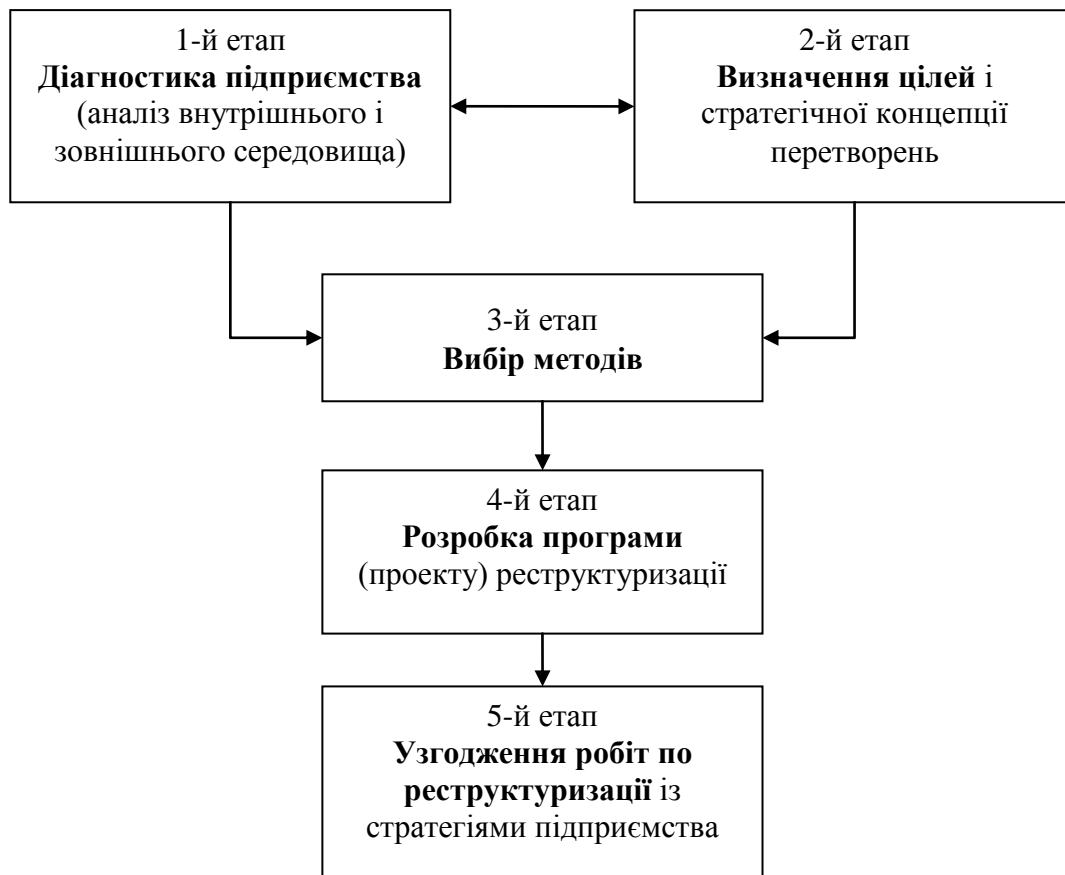 1-й етап
Діагностика підприємства
(аналіз внутрішнього і
зовнішнього середовища)
2-й етап
Визначення цілей і
стратегічної концепції
перетворень
3-й етап
Вибір методів
4-й етап
Розробка програми
(проекту) реструктуризації
5-й етап
Узгодження робіт по
реструктуризації із
стратегіями підприємства